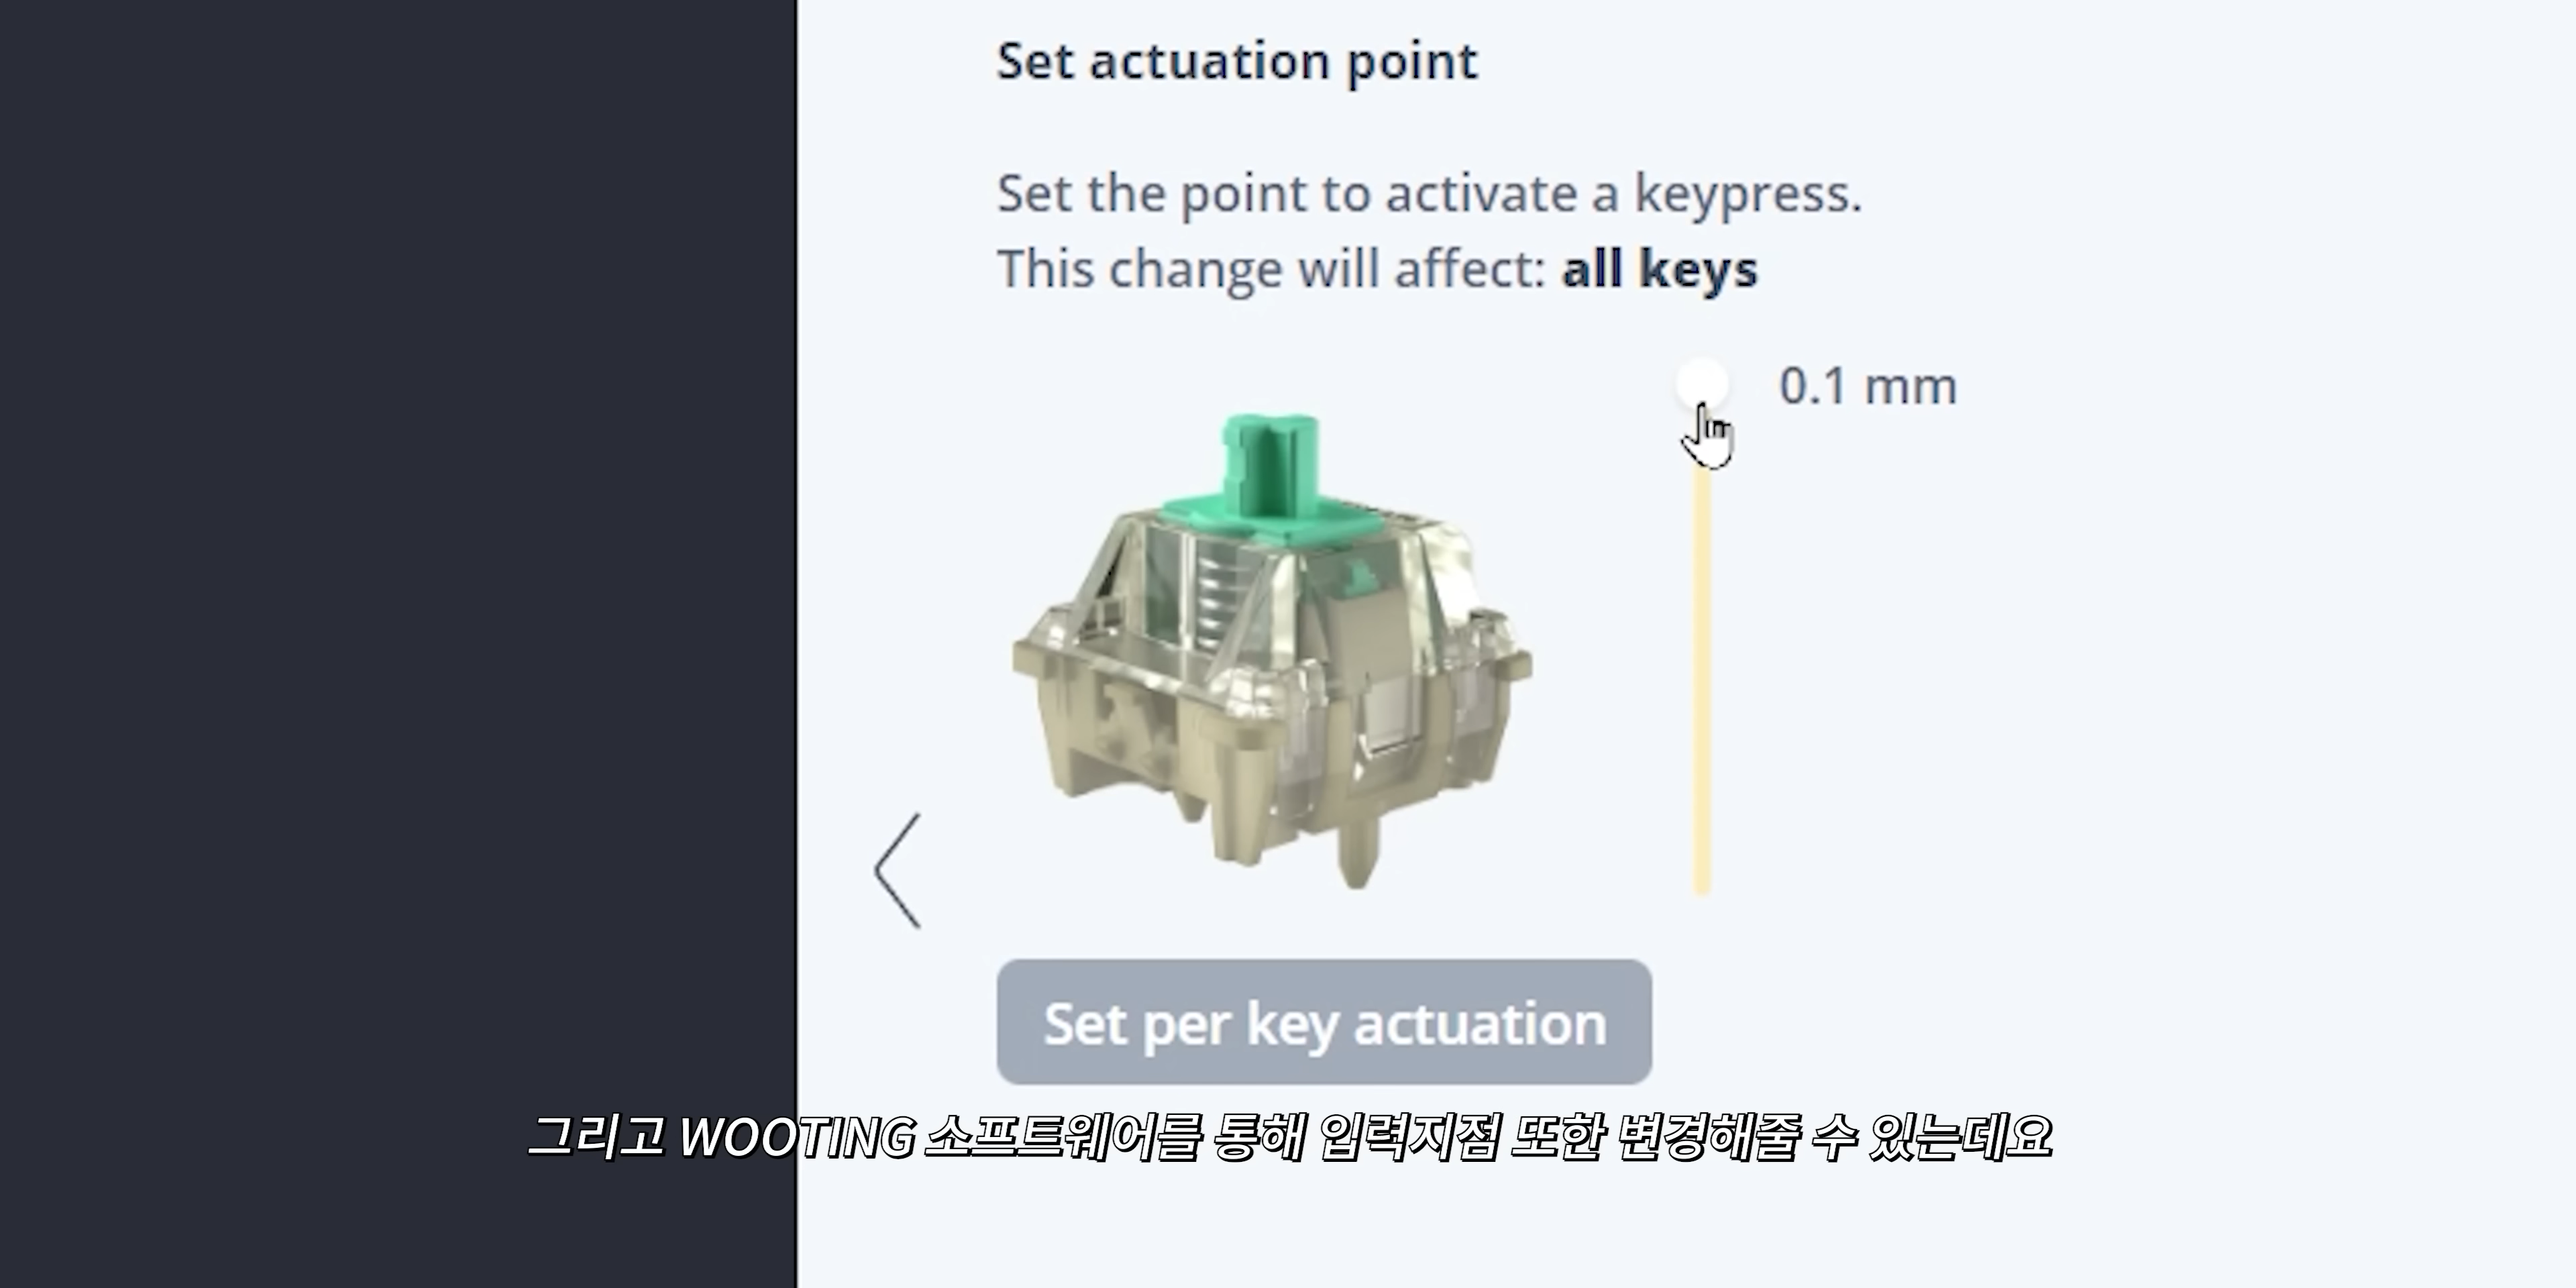 Set actuation point
Set the point to activate a keypress.
This change will affect: all keys
0.1 mm
Set per key actuation
그리고 WOOTING 소프트웨어를 통해 입력지점 또한 변경해줄 수 있는데요